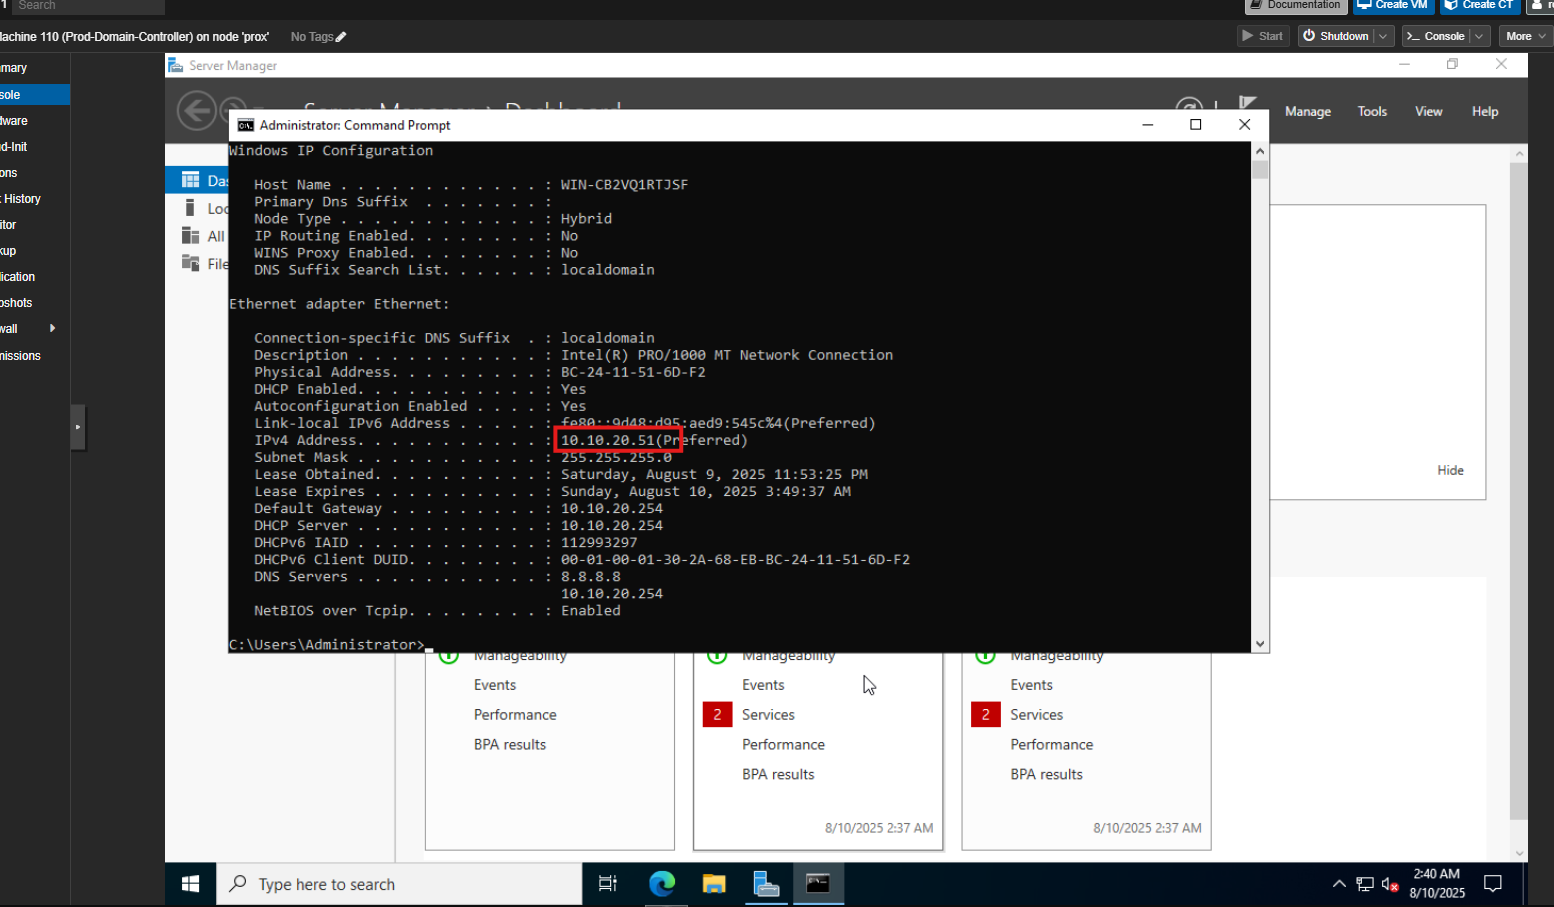 1 Search Documentation Create VM Create CT
Machine 110 (Prod-Domain-Controller) on node 'prox' No Tags Start Shutdown Console More
mmary
sole
dware
d-Init
ons
t History
itor
kup
lication
pshots
wall
missions
Server Manager
Server Manager Dashboard
Manage Tools View Help
Administrator: Command Prompt
Windows IP Configuration
Host Name . . . . . . . . . . . . : WIN-CB2VQ1RTJSF
Primary Dns Suffix . . . . . . . :
Node Type . . . . . . . . . . . . : Hybrid
IP Routing Enabled. . . . . . . . : No
WINS Proxy Enabled. . . . . . . . : No
DNS Suffix Search List. . . . . . : localdomain
Ethernet adapter Ethernet:
Connection-specific DNS Suffix . : localdomain
Description . . . . . . . . . . . : Intel(R) PRO/1000 MT Network Connection
Physical Address. . . . . . . . . : BC-24-11-51-6D-F2
DHCP Enabled. . . . . . . . . . . : Yes
Autoconfiguration Enabled . . . . : Yes
Link-local IPv6 Address . . . . . : fe80::9d48:d95:aed9:545c%4(Preferred)
IPv4 Address. . . . . . . . . . . : 10.10.20.51(Preferred)
Subnet Mask . . . . . . . . . . . : 255.255.255.0
Lease Obtained. . . . . . . . . . : Saturday, August 9, 2025 11:53:25 PM
Lease Expires . . . . . . . . . . : Sunday, August 10, 2025 3:49:37 AM
Default Gateway . . . . . . . . . : 10.10.20.254
DHCP Server . . . . . . . . . . . : 10.10.20.254
DHCPv6 IAID . . . . . . . . . . . : 112993297
DHCPv6 Client DUID. . . . . . . . : 00-01-00-01-30-2A-68-EB-BC-24-11-51-6D-F2
DNS Servers . . . . . . . . . . . : 8.8.8.8
10.10.20.254
NetBIOS over Tcpip. . . . . . . . : Enabled
C:\Users\Administrator>
Das
Loc
All
File
Hide
Manageability
Events
Performance
BPA results
Manageability
Events
2 Services
Performance
BPA results
8/10/2025 2:37 AM
Manageability
Events
2 Services
Performance
BPA results
8/10/2025 2:37 AM
Type here to search
2:40 AM
8/10/2025